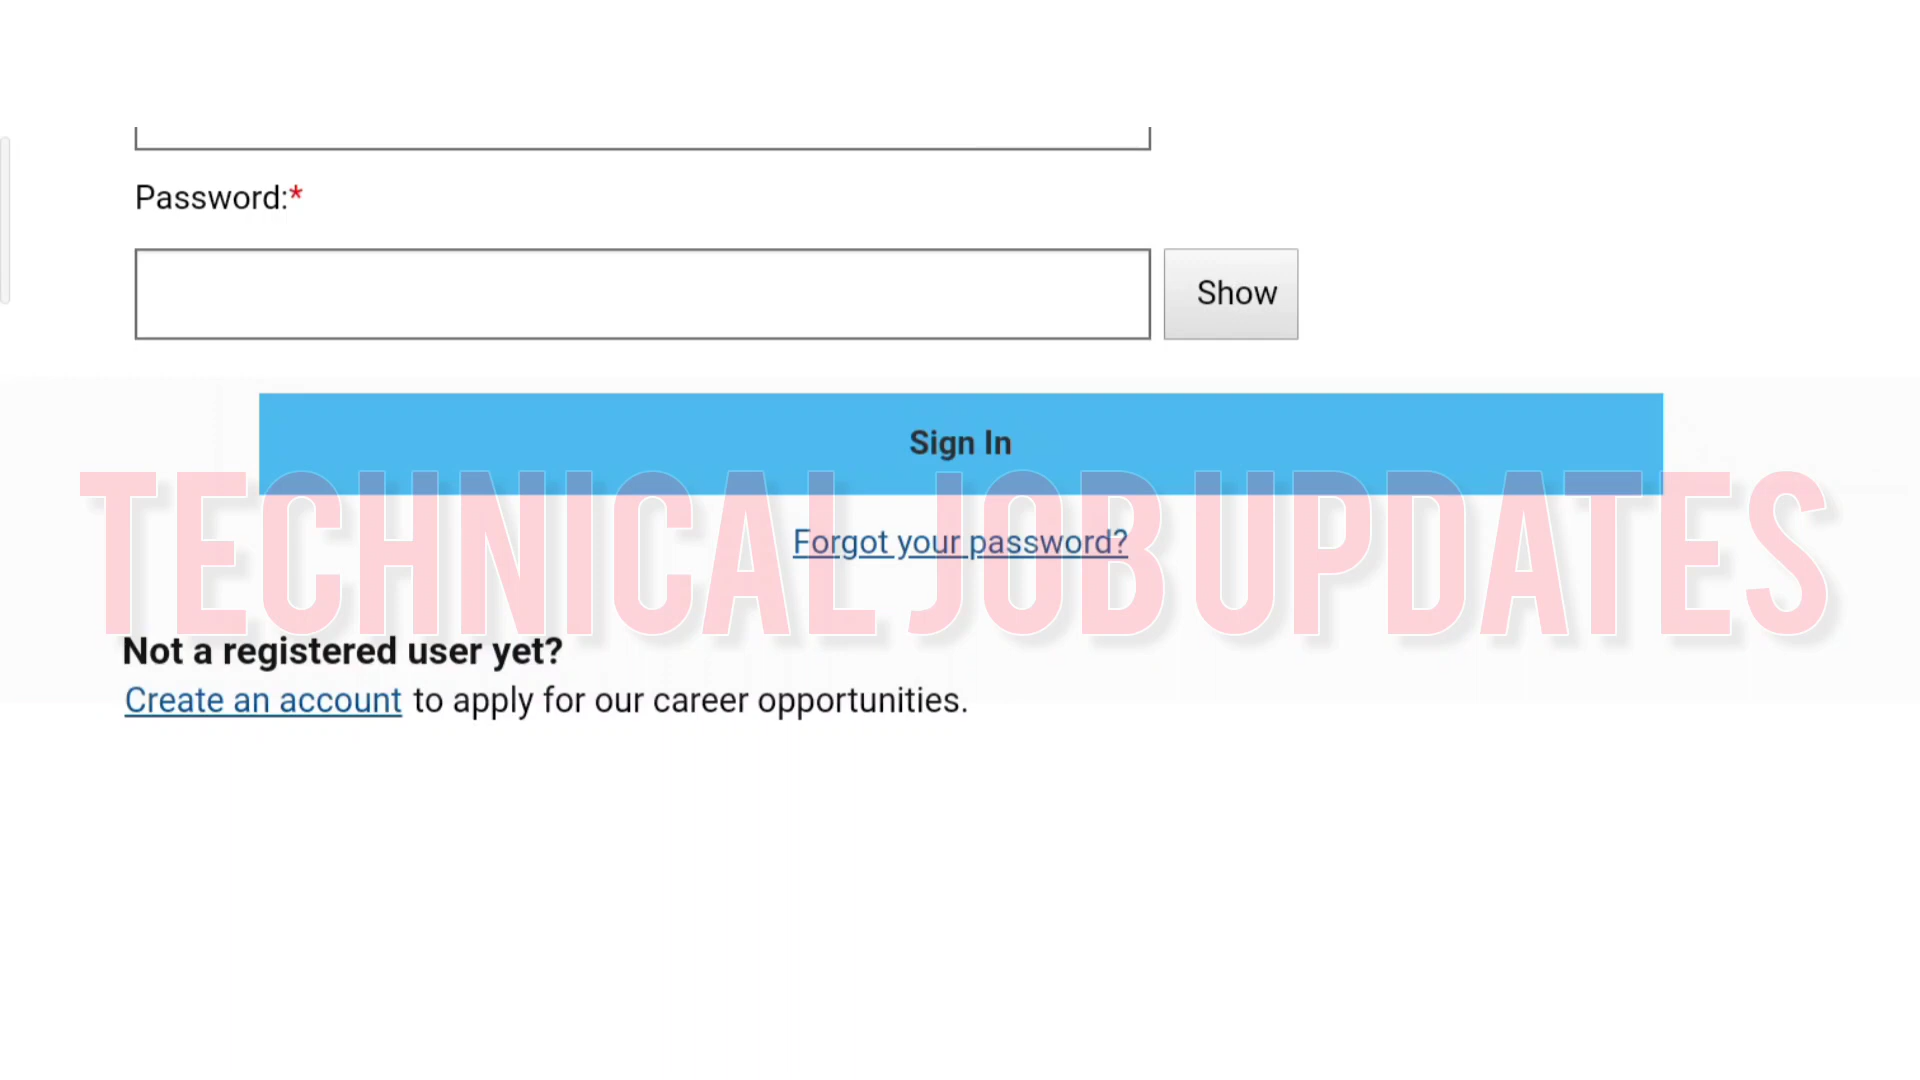 Password:*
Show
Sign In
TECHNICAL JOB UPDATES
Forgot your password?
Not a registered user yet?
Create an account to apply for our career opportunities.